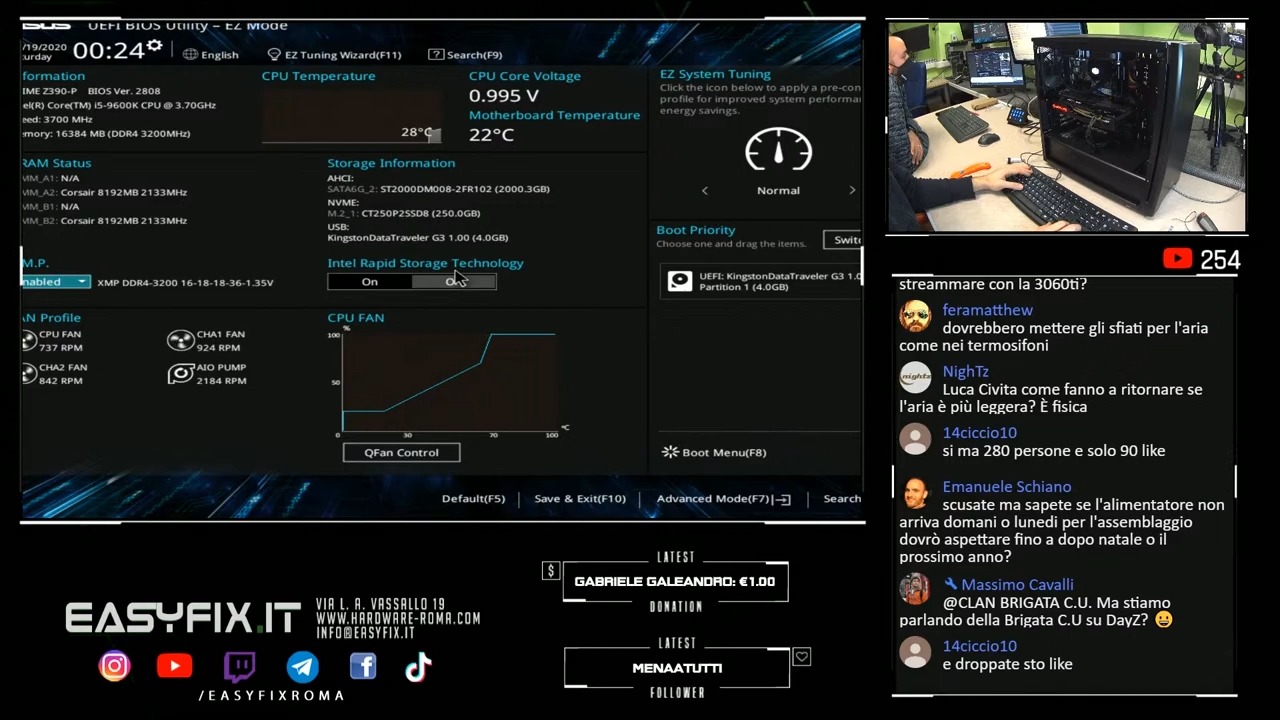 UEFI BIOS Utility – EZ Mode
/19/2020
urday
00:24
English
EZ Tuning Wizard(F11)
Search(F9)
formation
IME Z390-P BIOS Ver. 2808
el(R) Core(TM) i5-9600K CPU @ 3.70GHz
eed: 3700 MHz
mory: 16384 MB (DDR4 3200MHz)
CPU Temperature
28°C
CPU Core Voltage
0.995 V
Motherboard Temperature
22°C
EZ System Tuning
Click the icon below to apply a pre-con
profile for improved system performa
energy savings.
Normal
RAM Status
MM_A1: N/A
MM_A2: Corsair 8192MB 2133MHz
MM_B1: N/A
MM_B2: Corsair 8192MB 2133MHz
Storage Information
AHCI:
SATA6G_2: ST2000DM008-2FR102 (2000.3GB)
NVME:
M.2_1: CT250P2SSD8 (250.0GB)
USB:
KingstonDataTraveler G3 1.00 (4.0GB)
Boot Priority
Choose one and drag the items.
Switc
UEFI: KingstonDataTraveler G3 1.0
Partition 1 (4.0GB)
M.P.
nabled
XMP DDR4-3200 16-18-18-36-1.35V
Intel Rapid Storage Technology
On
AN Profile
CPU FAN
737 RPM
CHA1 FAN
924 RPM
CHA2 FAN
842 RPM
AIO PUMP
2184 RPM
CPU FAN
%
100
50
0
30
70
100
°C
QFan Control
Boot Menu(F8)
Default(F5)
Save & Exit(F10)
Advanced Mode(F7)
Search
254
streammare con la 3060ti?
feramatthew
dovrebbero mettere gli sfiati per l'aria
come nei termosifoni
NighTz
Luca Civita come fanno a ritornare se
l'aria è più leggera? È fisica
14ciccio10
si ma 280 persone e solo 90 like
Emanuele Schiano
scusate ma sapete se l'alimentatore non
arriva domani o lunedi per l'assemblaggio
dovrò aspettare fino a dopo natale o il
prossimo anno?
Massimo Cavalli
@CLAN BRIGATA C.U. Ma stiamo
parlando della Brigata C.U su DayZ?
14ciccio10
e droppate sto like
EASYFIX.IT
VIA L. A. VASSALLO 19
WWW.HARDWARE-ROMA.COM
INFO@EASYFIX.IT
/EASYFIXROMA
LATEST
$
GABRIELE GALEANDRO: €1.00
DONATION
LATEST
MENAATUTTI
FOLLOWER